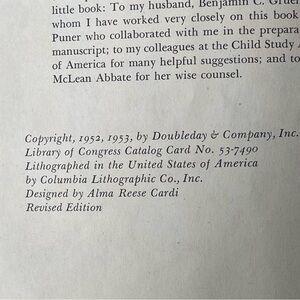 little book: To my husband, Benjamin C. Gruen
whom I have worked very closely on this book
Puner who collaborated with me in the prepara
manuscript; to my colleagues at the Child Study A
of America for many helpful suggestions; and to
McLean Abbate for her wise counsel.
Copyright, 1952, 1953, by Doubleday & Company, Inc.
Library of Congress Catalog Card No. 53-7490
Lithographed in the United States of America
by Columbia Lithographic Co., Inc.
Designed by Alma Reese Cardi
Revised Edition